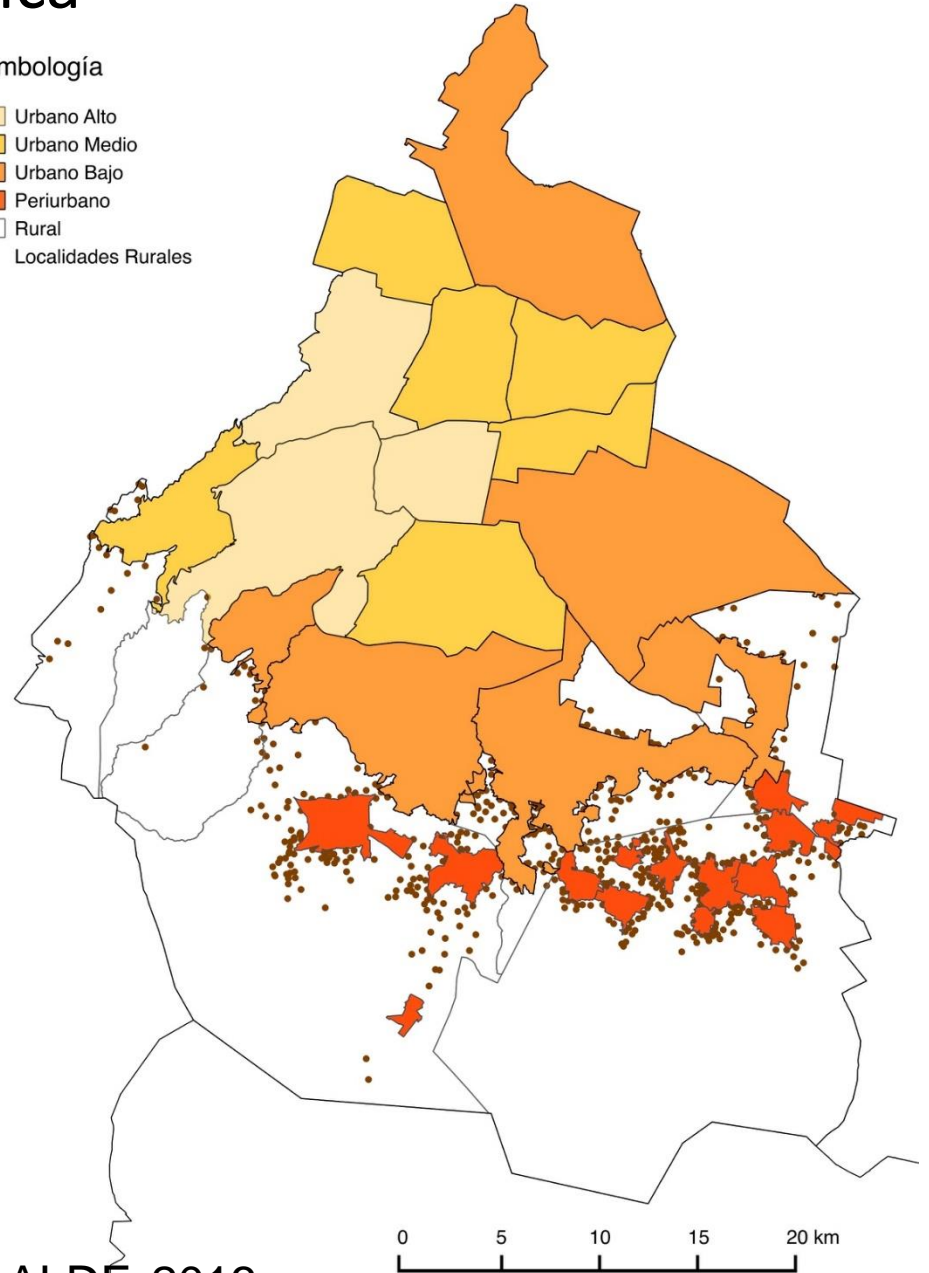 mbología
Urbano Alto
Urbano Medio
Urbano Bajo
Periurbano
Rural
Localidades Rurales
0 5 10 15 20 km